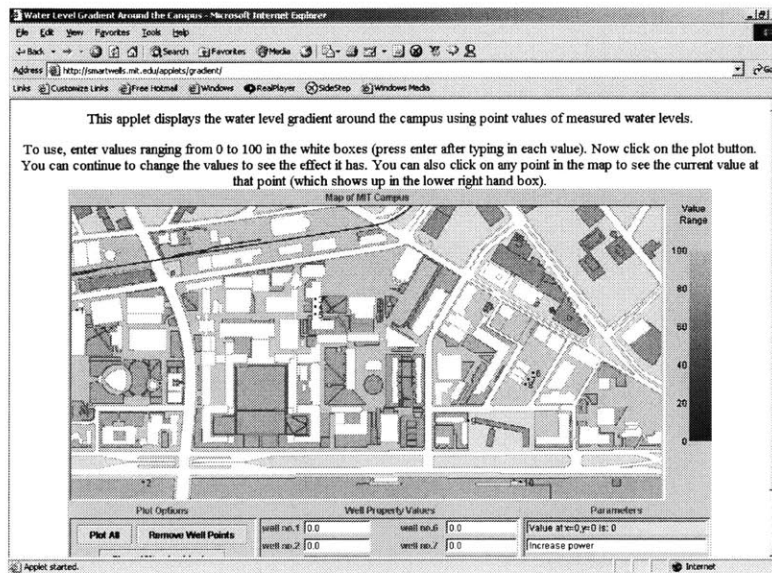 Water Level Gradient Around the Campus - Microsoft Internet Explorer
File Edit View Favorites Tools Help
Back Search Favorites Media
Address http://smartwells.mit.edu/applets/gradient/ Go
Links Customize Links Free Hotmail Windows RealPlayer SideStep Windows Media
This applet displays the water level gradient around the campus using point values of measured water levels.
To use, enter values ranging from 0 to 100 in the white boxes (press enter after typing in each value). Now click on the plot button.
You can continue to change the values to see the effect it has. You can also click on any point in the map to see the current value at
that point (which shows up in the lower right hand box).
Map of MIT Campus
Value
Range
100
80
60
40
20
0
Plot Options Well Property Values Parameters
Plot All Remove Well Points well no.1 0.0 well no.6 0.0 Value at x=0,y=0 is: 0
well no.2 0.0 well no.7 0.0 Increase power
Applet started. Internet